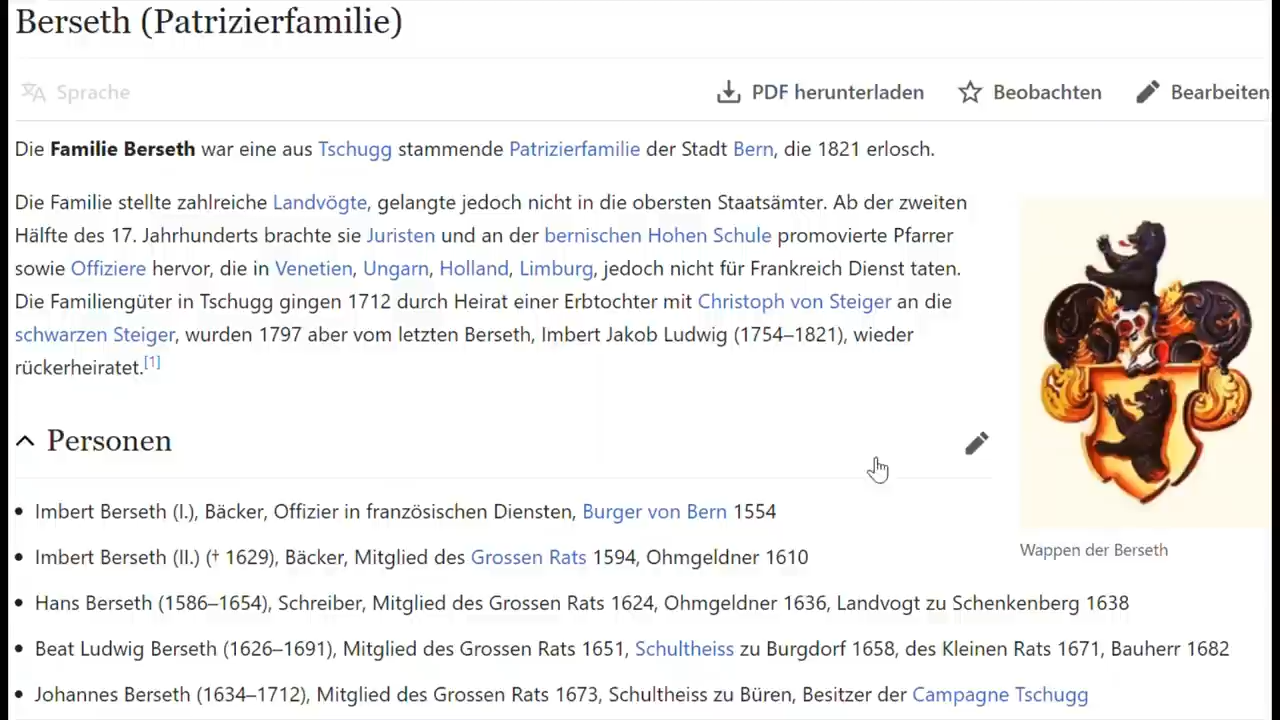 Berseth (Patrizierfamilie)
Sprache
PDF herunterladen
Beobachten
Bearbeiten
Die Familie Berseth war eine aus Tschugg stammende Patrizierfamilie der Stadt Bern, die 1821 erlosch.
Die Familie stellte zahlreiche Landvögte, gelangte jedoch nicht in die obersten Staatsämter. Ab der zweiten
Hälfte des 17. Jahrhunderts brachte sie Juristen und an der bernischen Hohen Schule promovierte Pfarrer
sowie Offiziere hervor, die in Venetien, Ungarn, Holland, Limburg, jedoch nicht für Frankreich Dienst taten.
Die Familiengüter in Tschugg gingen 1712 durch Heirat einer Erbtochter mit Christoph von Steiger an die
schwarzen Steiger, wurden 1797 aber vom letzten Berseth, Imbert Jakob Ludwig (1754–1821), wieder
rückerheiratet.[1]
Wappen der Berseth
Personen
• Imbert Berseth (I.), Bäcker, Offizier in französischen Diensten, Burger von Bern 1554
• Imbert Berseth (II.) († 1629), Bäcker, Mitglied des Grossen Rats 1594, Ohmgeldner 1610
• Hans Berseth (1586–1654), Schreiber, Mitglied des Grossen Rats 1624, Ohmgeldner 1636, Landvogt zu Schenkenberg 1638
• Beat Ludwig Berseth (1626–1691), Mitglied des Grossen Rats 1651, Schultheiss zu Burgdorf 1658, des Kleinen Rats 1671, Bauherr 1682
• Johannes Berseth (1634–1712), Mitglied des Grossen Rats 1673, Schultheiss zu Büren, Besitzer der Campagne Tschugg